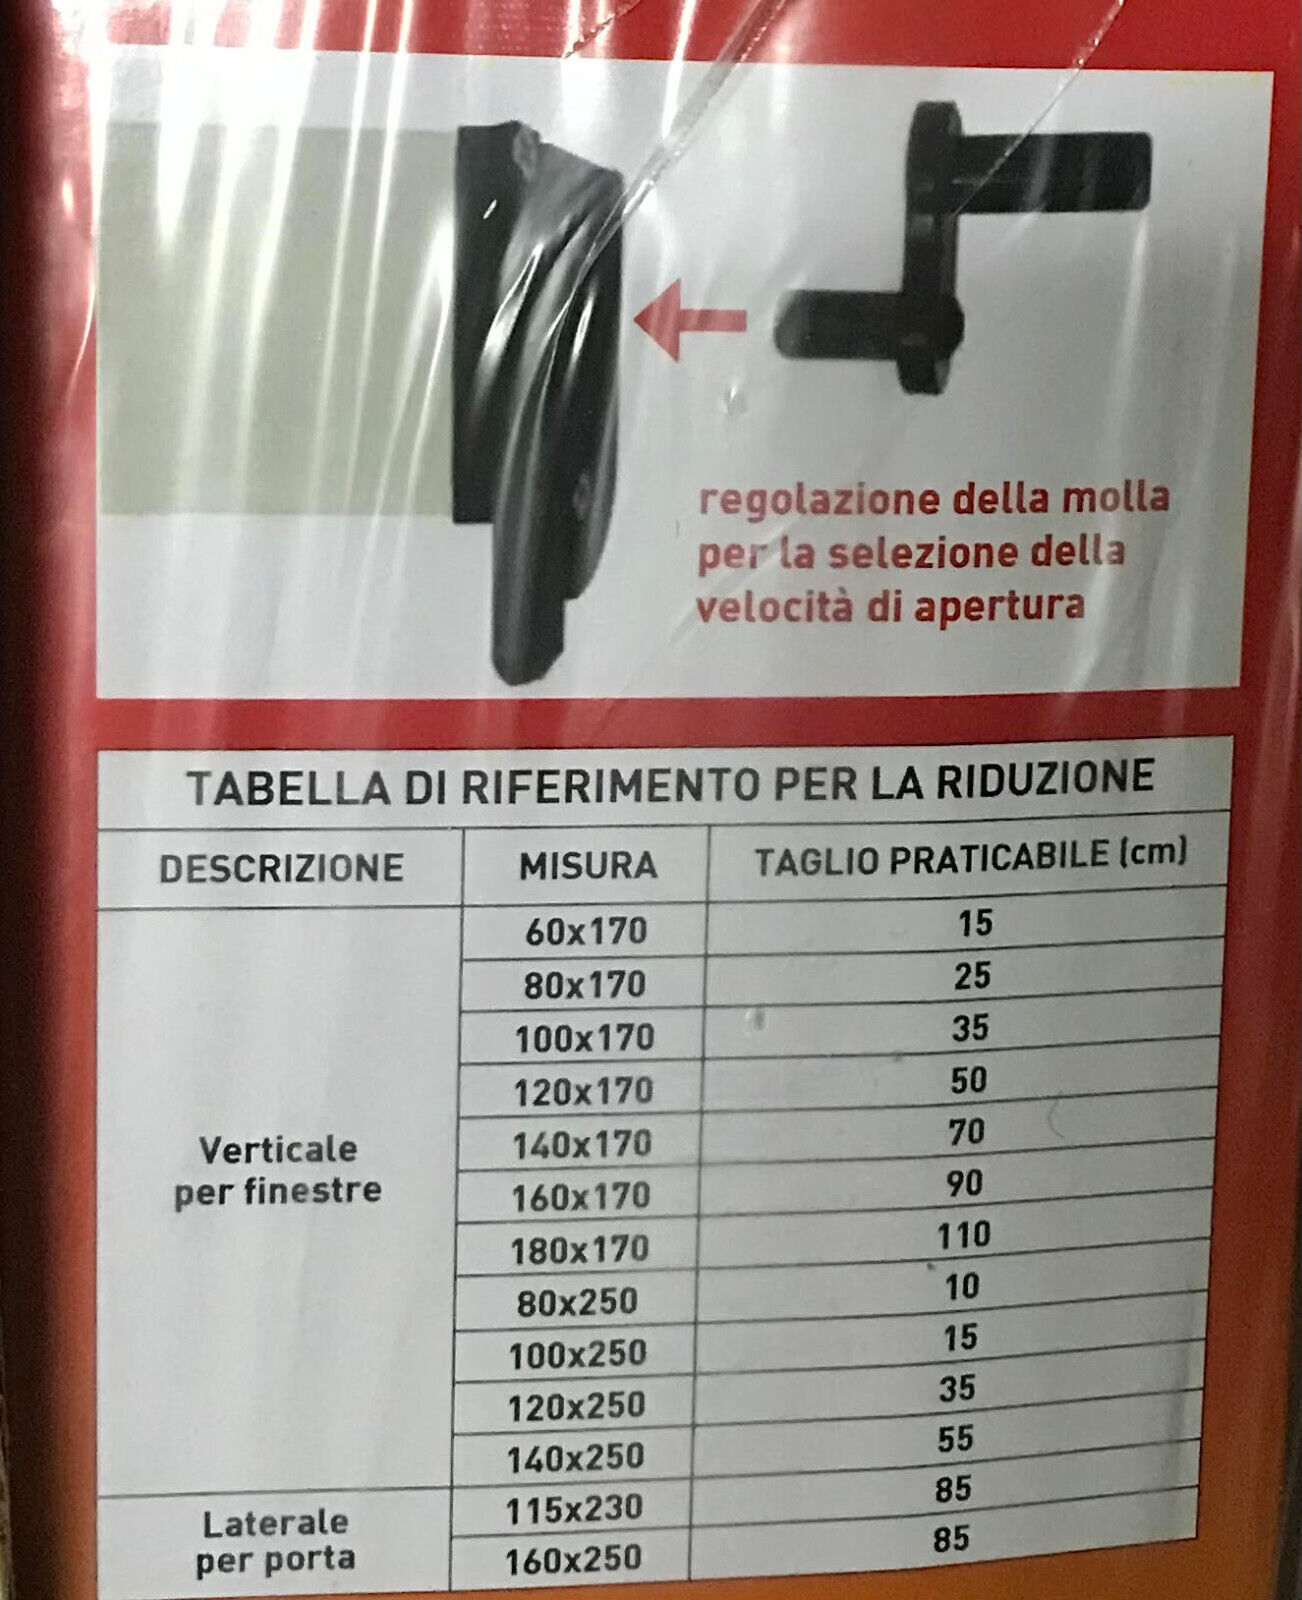 regolazione della molla
per la selezione della
velocità di apertura
TABELLA DI RIFERIMENTO PER LA RIDUZIONE
DESCRIZIONE MISURA TAGLIO PRATICABILE (cm)
Verticale
per finestre
60x170 15
80x170 25
100x170 35
120x170 50
140x170 70
160x170 90
180x170 110
80x250 10
100x250 15
120x250 35
140x250 55
Laterale
per porta
115x230 85
160x250 85